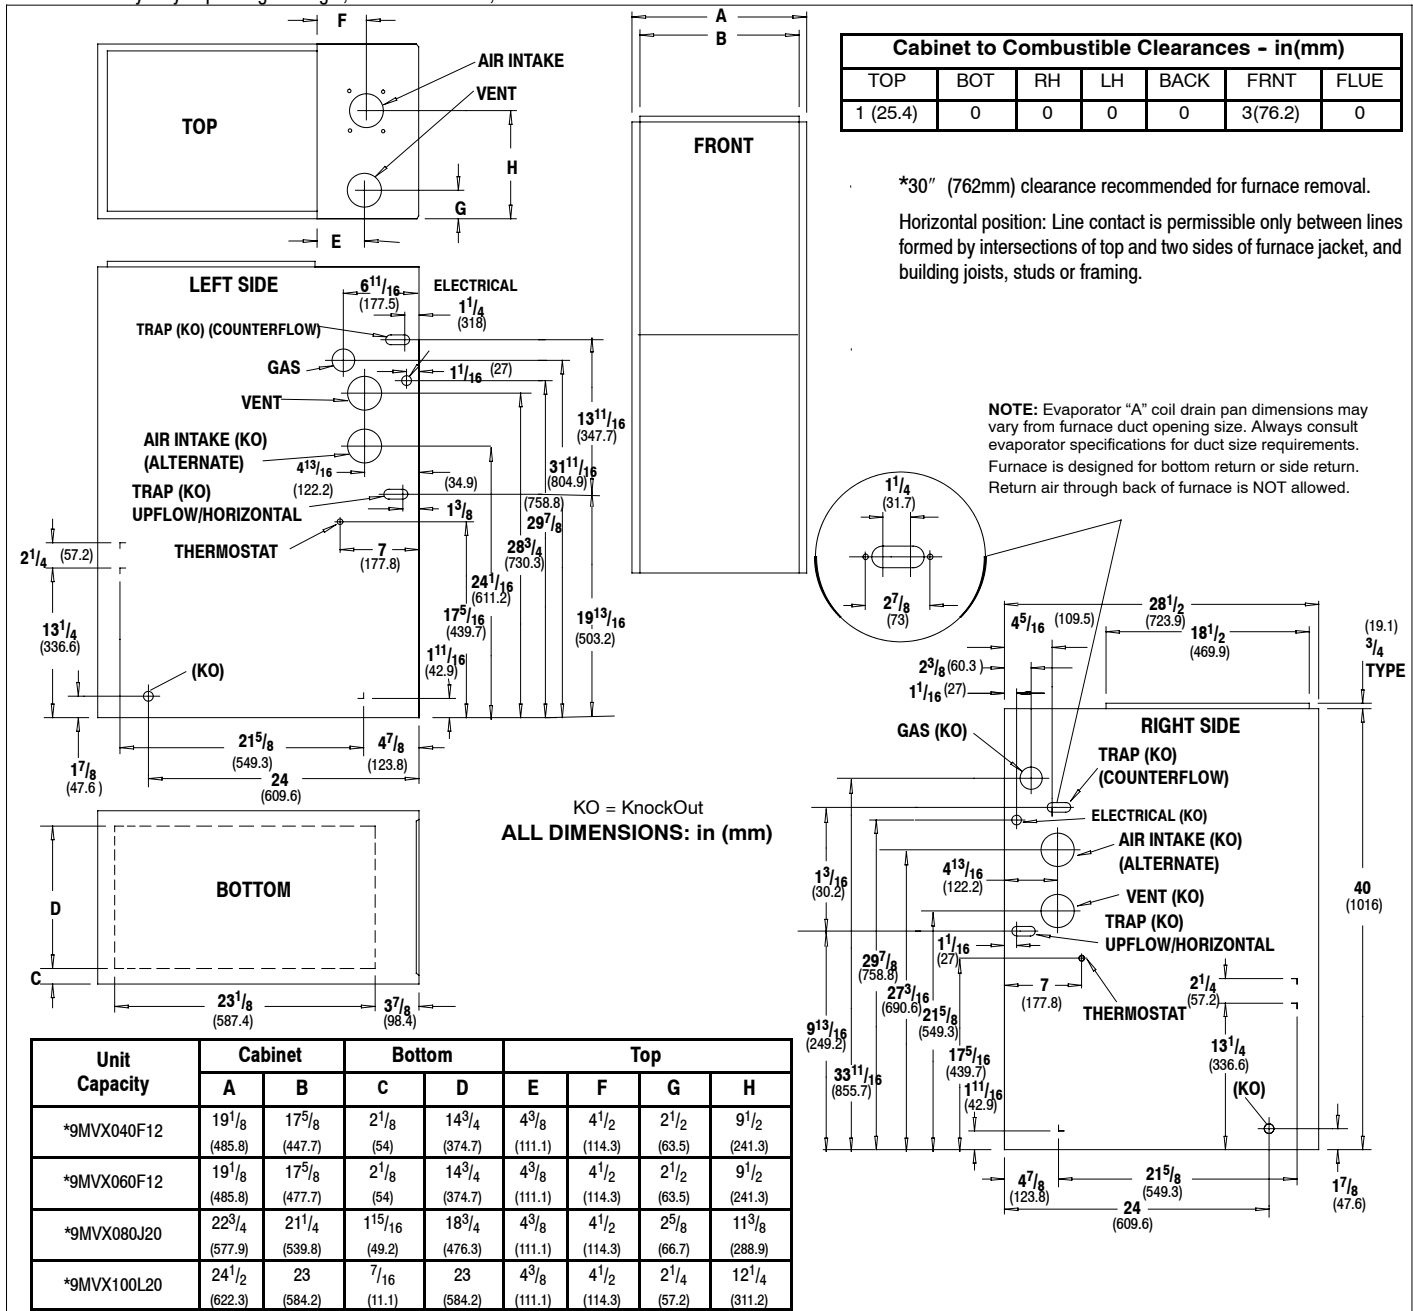 F
AIR INTAKE
VENT
TOP
H
G
E
A
B
FRONT
Cabinet to Combustible Clearances - in(mm)
TOP BOT RH LH BACK FRNT FLUE
1 (25.4) 0 0 0 0 3(76.2) 0
*30″ (762mm) clearance recommended for furnace removal.
Horizontal position: Line contact is permissible only between lines
formed by intersections of top and two sides of furnace jacket, and
building joists, studs or framing.
LEFT SIDE
6 11/16
(177.5)
ELECTRICAL
1 1/4
(318)
TRAP (KO) (COUNTERFLOW)
GAS
1 1/16 (27)
VENT
13 11/16
(347.7)
AIR INTAKE (KO)
(ALTERNATE)
4 13/16
(122.2)
(34.9)
31 11/16
(804.9)
TRAP (KO)
UPFLOW/HORIZONTAL
1 3/8
(758.8)
29 7/8
THERMOSTAT
7
(177.8)
28 3/4
(730.3)
2 1/4 (57.2)
24 1/16
(611.2)
17 5/16
(439.7)
19 13/16
(503.2)
13 1/4
(336.6)
1 11/16
(42.9)
(KO)
21 5/8
(549.3)
4 7/8
(123.8)
1 7/8
(47.6 )
24
(609.6)
NOTE: Evaporator “A” coil drain pan dimensions may
vary from furnace duct opening size. Always consult
evaporator specifications for duct size requirements.
Furnace is designed for bottom return or side return.
Return air through back of furnace is NOT allowed.
1 1/4
(31.7)
2 7/8
(73)
28 1/2
(723.9)
4 5/16 (109.5)
18 1/2
(469.9)
(19.1)
3/4
TYPE
2 3/8 (60.3 )
1 1/16 (27)
RIGHT SIDE
GAS (KO)
TRAP (KO)
(COUNTERFLOW)
ELECTRICAL (KO)
AIR INTAKE (KO)
(ALTERNATE)
4 13/16
(122.2)
1 3/16
(30.2)
VENT (KO)
40
(1016)
TRAP (KO)
UPFLOW/HORIZONTAL
1 1/16
(27)
29 7/8
(758.8)
7
(177.8)
2 1/4
(57.2)
27 3/16
(690.6)
THERMOSTAT
21 5/8
(549.3)
9 13/16
(249.2)
13 1/4
(336.6)
17 5/16
(439.7)
33 11/16
(855.7)
1 11/16
(42.9)
(KO)
4 7/8
(123.8)
21 5/8
(549.3)
1 7/8
(47.6)
24
(609.6)
KO = KnockOut
ALL DIMENSIONS: in (mm)
BOTTOM
D
C
23 1/8
(587.4)
3 7/8
(98.4)
Unit Capacity Cabinet Bottom Top
A B C D E F G H
*9MVX040F12 19 1/8 17 5/8 2 1/8 14 3/4 4 3/8 4 1/2 2 1/2 9 1/2
(485.8) (447.7) (54) (374.7) (111.1) (114.3) (63.5) (241.3)
*9MVX060F12 19 1/8 17 5/8 2 1/8 14 3/4 4 3/8 4 1/2 2 1/2 9 1/2
(485.8) (477.7) (54) (374.7) (111.1) (114.3) (63.5) (241.3)
*9MVX080J20 22 3/4 21 1/4 1 15/16 18 3/4 4 3/8 4 1/2 2 5/8 11 3/8
(577.9) (539.8) (49.2) (476.3) (111.1) (114.3) (66.7) (288.9)
*9MVX100L20 24 1/2 23 7/16 23 4 3/8 4 1/2 2 1/4 12 1/4
(622.3) (584.2) (11.1) (584.2) (111.1) (114.3) (57.2) (311.2)